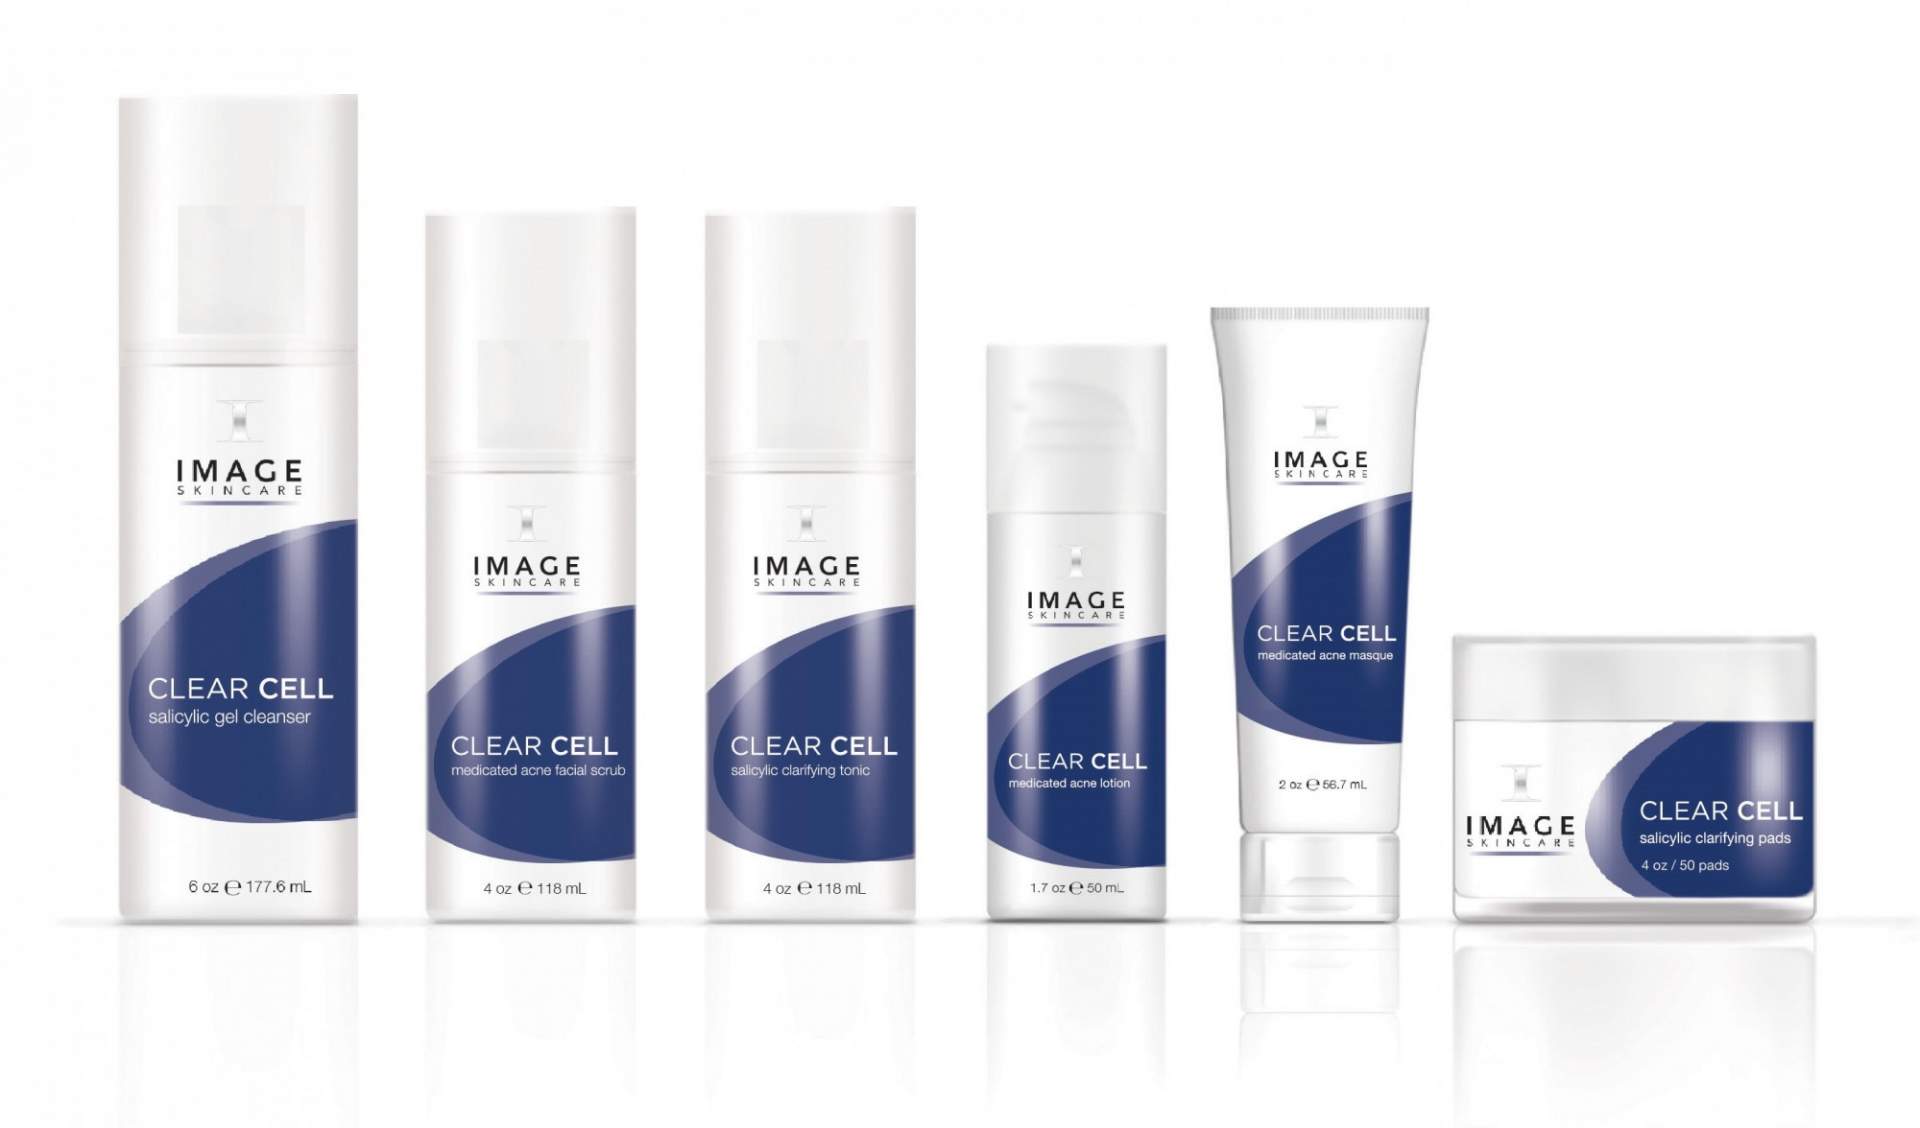 IMAGE
SKINCARE
CLEAR CELL
salicylic gel cleanser
6 oz ℮ 177.6 mL
IMAGE
SKINCARE
CLEAR CELL
medicated acne facial scrub
4 oz ℮ 118 mL
IMAGE
SKINCARE
CLEAR CELL
salicylic clarifying tonic
4 oz ℮ 118 mL
IMAGE
SKINCARE
CLEAR CELL
medicated acne lotion
1.7 oz ℮ 50 mL
IMAGE
SKINCARE
CLEAR CELL
medicated acne masque
2 oz ℮ 56.7 mL
IMAGE
SKINCARE
CLEAR CELL
salicylic clarifying pads
4 oz / 50 pads